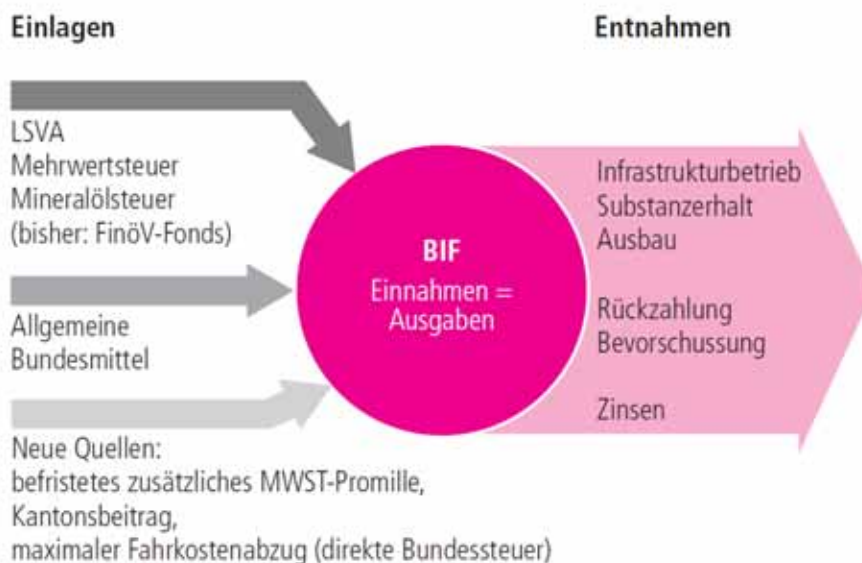 Einlagen
Entnahmen
LSVA
Mehrwertsteuer
Mineralölsteuer
(bisher: FinöV-Fonds)
Allgemeine
Bundesmittel
Neue Quellen:
befristetes zusätzliches MWST-Promille,
Kantonsbeitrag,
maximaler Fahrkostenabzug (direkte Bundessteuer)
BIF
Einnahmen =
Ausgaben
Infrastrukturbetrieb
Substanzerhalt
Ausbau
Rückzahlung
Bevorschussung
Zinsen